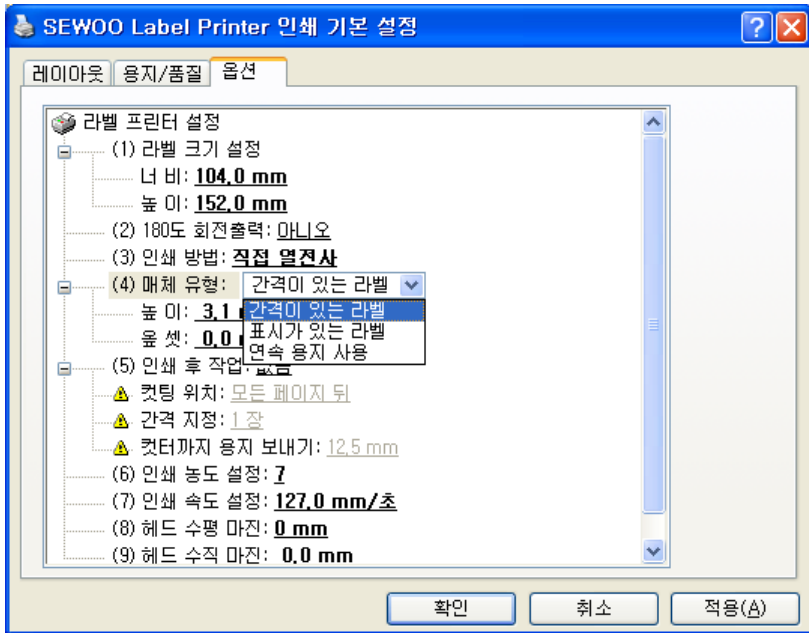 SEWOO Label Printer 인쇄 기본 설정
레이아웃 용지/품질 옵션
라벨 프린터 설정
(1) 라벨 크기 설정
너 비: 104.0 mm
높 이: 152.0 mm
(2) 180도 회전출력: 아니오
(3) 인쇄 방법: 직접 열전사
(4) 매체 유형: 간격이 있는 라벨
높 이: 3.1
간격이 있는 라벨
표시가 있는 라벨
옾 셋: 0.0
연속 용지 사용
(5) 인쇄 후 작업: 없음
컷팅 위치: 모든 페이지 뒤
간격 지정: 1 장
컷터까지 용지 보내기: 12.5 mm
(6) 인쇄 농도 설정: 7
(7) 인쇄 속도 설정: 127.0 mm/초
(8) 헤드 수평 마진: 0 mm
(9) 헤드 수직 마진: 0.0 mm
확인 취소 적용(A)